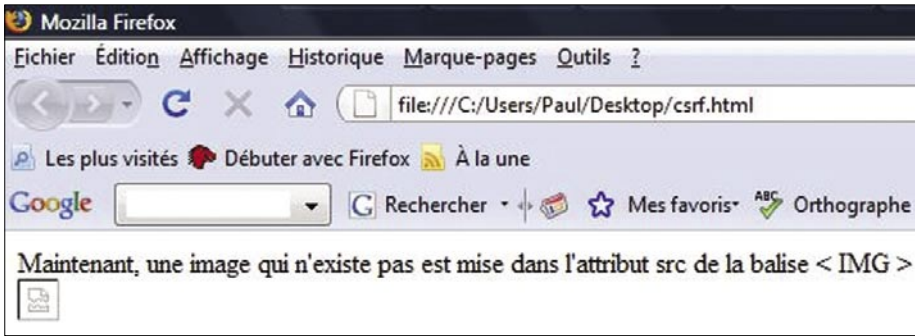 Mozilla Firefox
Fichier Édition Affichage Historique Marque-pages Outils ?
file:///C:/Users/Paul/Desktop/csrf.html
Les plus visités Débuter avec Firefox À la une
Google G Rechercher Mes favoris ABC Orthographe
Maintenant, une image qui n'existe pas est mise dans l'attribut src de la balise < IMG >